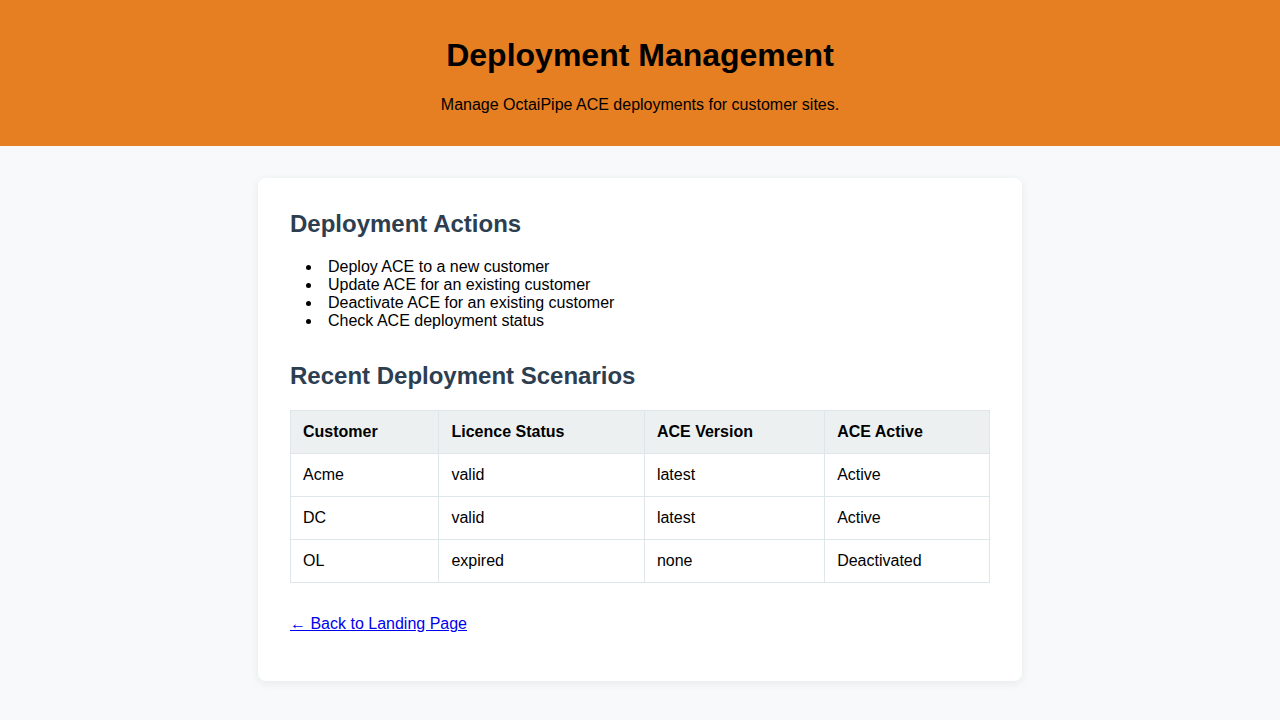 Deployment Management
Manage OctaiPipe ACE deployments for customer sites.
Deployment Actions
• Deploy ACE to a new customer
• Update ACE for an existing customer
• Deactivate ACE for an existing customer
• Check ACE deployment status
Recent Deployment Scenarios
Customer Licence Status ACE Version ACE Active
Acme valid latest Active
DC valid latest Active
OL expired none Deactivated
← Back to Landing Page